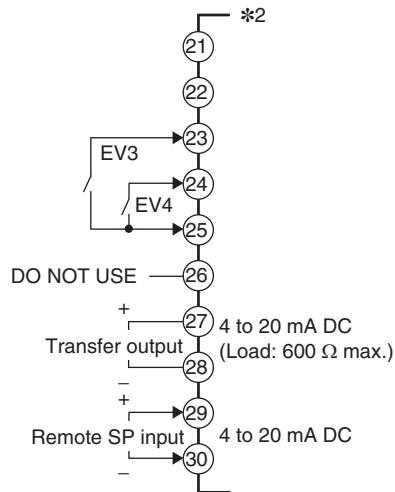 ✻2
21
22
23
EV3
24
EV4
25
DO NOT USE
26
+
27
4 to 20 mA DC
Transfer output
(Load: 600 Ω max.)
28
–
+
29
Remote SP input
4 to 20 mA DC
30
–